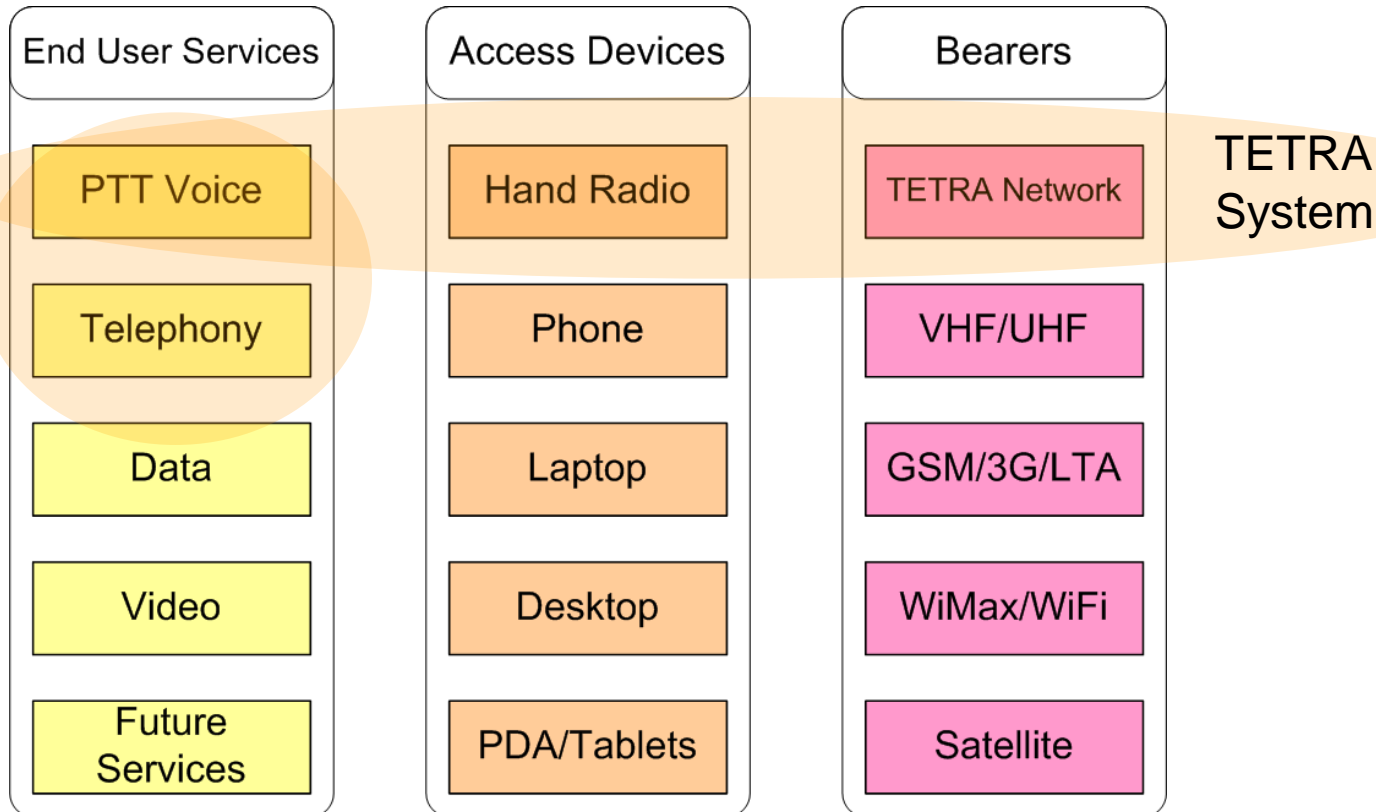 End User Services
PTT Voice
Telephony
Data
Video
Future
Services
Access Devices
Hand Radio
Phone
Laptop
Desktop
PDA/Tablets
Bearers
TETRA Network
VHF/UHF
GSM/3G/LTA
WiMax/WiFi
Satellite
TETRA
System